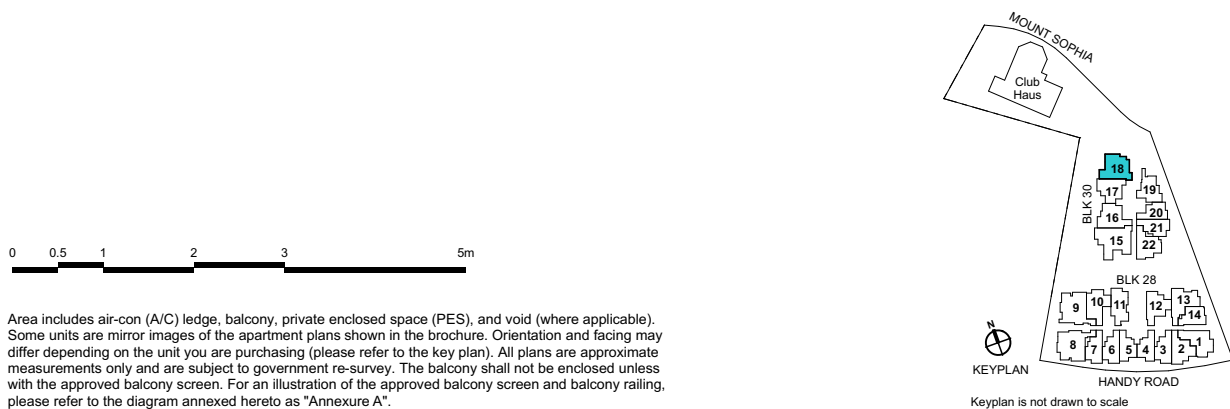 MOUNT SOPHIA
Club
Haus
18
17
19
BLK 30
16
20
21
15
22
BLK 28
9
10
11
12
13
14
8
7
6
5
4
3
2
1
N
KEYPLAN
HANDY ROAD
Keyplan is not drawn to scale
0 0.5 1 2 3 5m
Area includes air-con (A/C) ledge, balcony, private enclosed space (PES), and void (where applicable).
Some units are mirror images of the apartment plans shown in the brochure. Orientation and facing may
differ depending on the unit you are purchasing (please refer to the key plan). All plans are approximate
measurements only and are subject to government re-survey. The balcony shall not be enclosed unless
with the approved balcony screen. For an illustration of the approved balcony screen and balcony railing,
please refer to the diagram annexed hereto as "Annexure A".